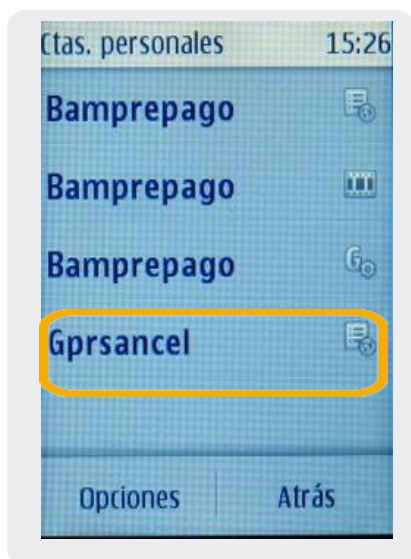 Ctas. personales 15:26
Bamprepago
Bamprepago
Bamprepago
Gprsancel
Opciones Atrás